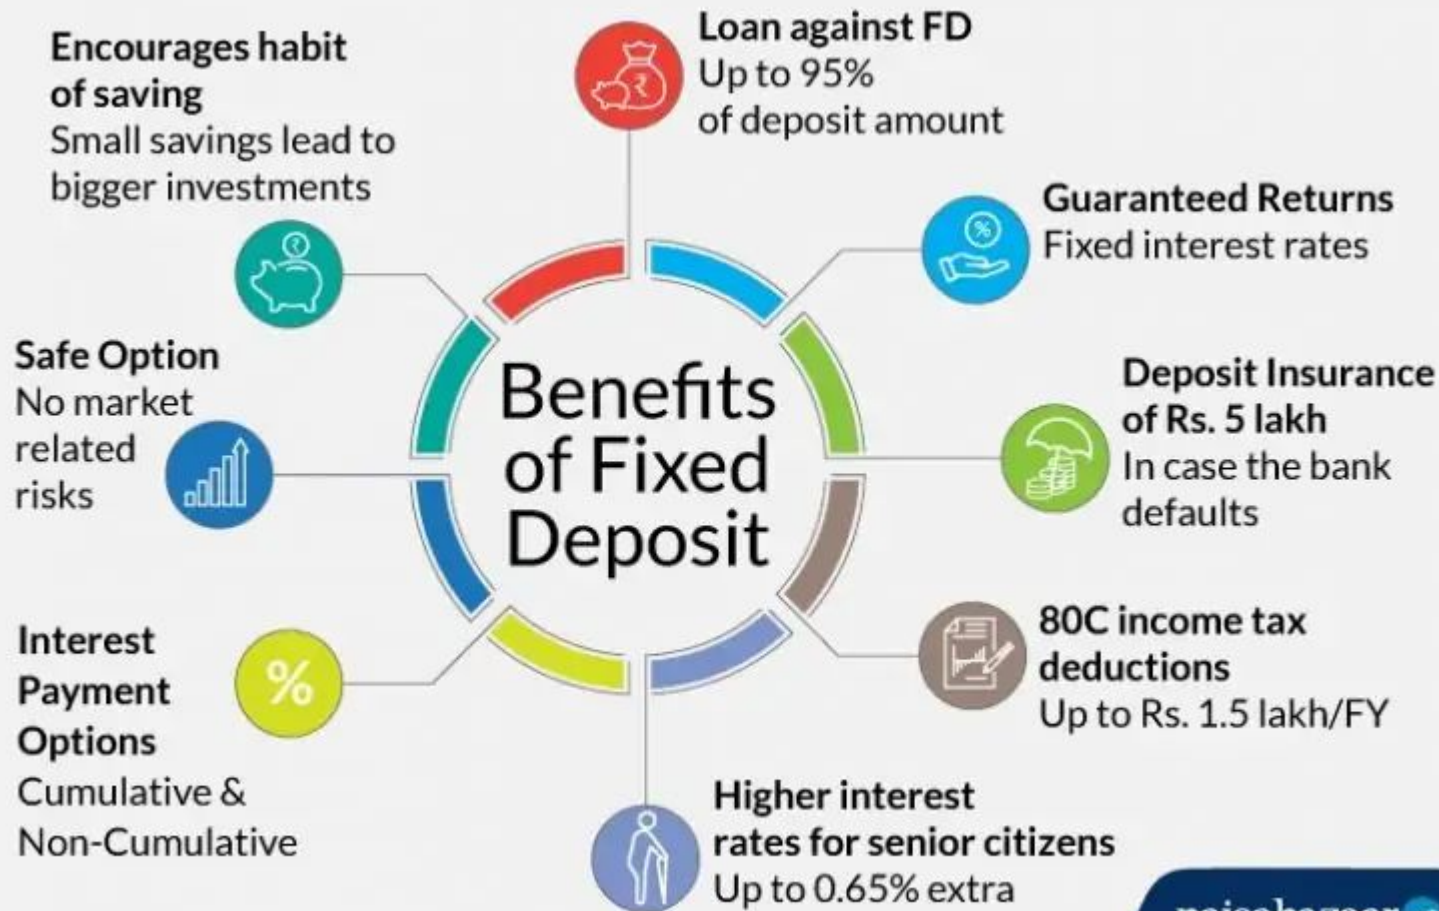 Encourages habit
of saving
Small savings lead to
bigger investments
Loan against FD
Up to 95%
of deposit amount
Guaranteed Returns
Fixed interest rates
Safe Option
No market
related
risks
Benefits
of Fixed
Deposit
Deposit Insurance
of Rs. 5 lakh
In case the bank
defaults
Interest
Payment
Options
Cumulative &
Non-Cumulative
%
80C income tax
deductions
Up to Rs. 1.5 lakh/FY
Higher interest
rates for senior citizens
Up to 0.65% extra
₹
%
₹